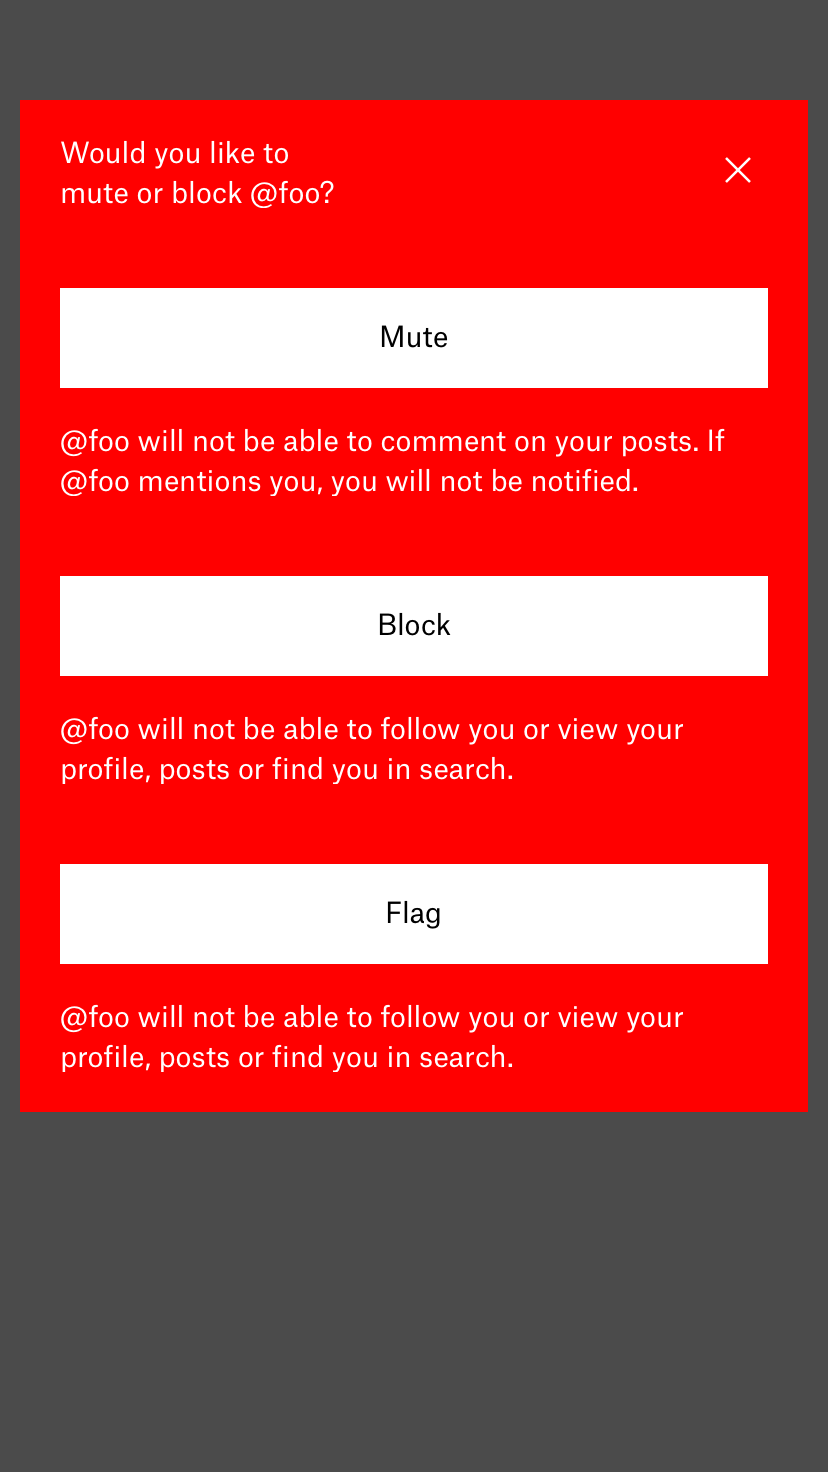 Would you like to
mute or block @foo?
Mute
@foo will not be able to comment on your posts. If
@foo mentions you, you will not be notified.
Block
@foo will not be able to follow you or view your
profile, posts or find you in search.
Flag
@foo will not be able to follow you or view your
profile, posts or find you in search.